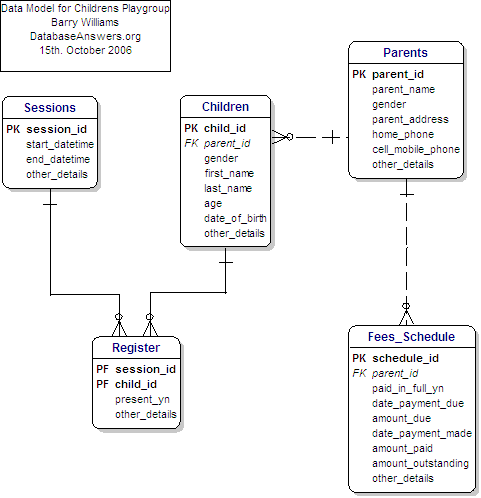 Data Model for Childrens Playgroup
Barry Williams
DatabaseAnswers.org
15th. October 2006
Parents
PK parent_id
parent_name
gender
parent_address
home_phone
cell_mobile_phone
other_details
Sessions
PK session_id
start_datetime
end_datetime
other_details
Children
PK child_id
FK parent_id
gender
first_name
last_name
age
date_of_birth
other_details
Register
PF session_id
PF child_id
present_yn
other_details
Fees_Schedule
PK schedule_id
FK parent_id
paid_in_full_yn
date_payment_due
amount_due
date_payment_made
amount_paid
amount_outstanding
other_details